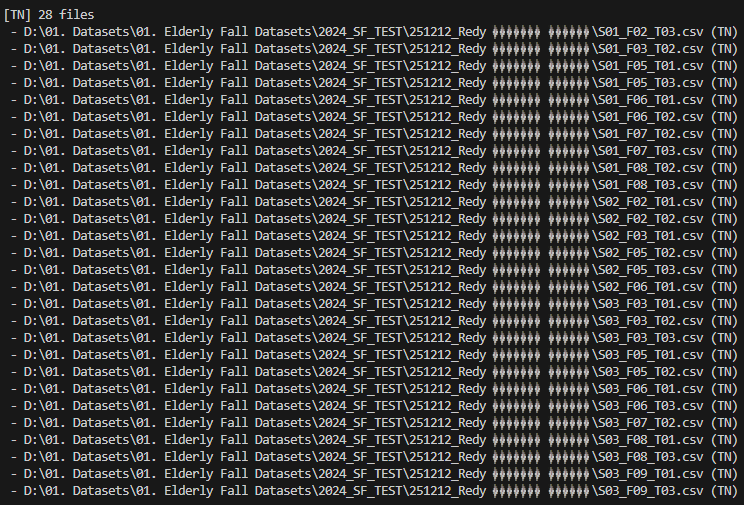 [TN] 28 files
- D:\01. Datasets\01. Elderly Fall Datasets\2024_SF_TEST\251212_Redy ������� ������\S01_F02_T03.csv (TN)
- D:\01. Datasets\01. Elderly Fall Datasets\2024_SF_TEST\251212_Redy ������� ������\S01_F03_T02.csv (TN)
- D:\01. Datasets\01. Elderly Fall Datasets\2024_SF_TEST\251212_Redy ������� ������\S01_F05_T01.csv (TN)
- D:\01. Datasets\01. Elderly Fall Datasets\2024_SF_TEST\251212_Redy ������� ������\S01_F05_T03.csv (TN)
- D:\01. Datasets\01. Elderly Fall Datasets\2024_SF_TEST\251212_Redy ������� ������\S01_F06_T01.csv (TN)
- D:\01. Datasets\01. Elderly Fall Datasets\2024_SF_TEST\251212_Redy ������� ������\S01_F06_T02.csv (TN)
- D:\01. Datasets\01. Elderly Fall Datasets\2024_SF_TEST\251212_Redy ������� ������\S01_F07_T02.csv (TN)
- D:\01. Datasets\01. Elderly Fall Datasets\2024_SF_TEST\251212_Redy ������� ������\S01_F07_T03.csv (TN)
- D:\01. Datasets\01. Elderly Fall Datasets\2024_SF_TEST\251212_Redy ������� ������\S01_F08_T02.csv (TN)
- D:\01. Datasets\01. Elderly Fall Datasets\2024_SF_TEST\251212_Redy ������� ������\S01_F08_T03.csv (TN)
- D:\01. Datasets\01. Elderly Fall Datasets\2024_SF_TEST\251212_Redy ������� ������\S02_F02_T01.csv (TN)
- D:\01. Datasets\01. Elderly Fall Datasets\2024_SF_TEST\251212_Redy ������� ������\S02_F02_T02.csv (TN)
- D:\01. Datasets\01. Elderly Fall Datasets\2024_SF_TEST\251212_Redy ������� ������\S02_F03_T01.csv (TN)
- D:\01. Datasets\01. Elderly Fall Datasets\2024_SF_TEST\251212_Redy ������� ������\S02_F05_T02.csv (TN)
- D:\01. Datasets\01. Elderly Fall Datasets\2024_SF_TEST\251212_Redy ������� ������\S02_F05_T03.csv (TN)
- D:\01. Datasets\01. Elderly Fall Datasets\2024_SF_TEST\251212_Redy ������� ������\S02_F06_T01.csv (TN)
- D:\01. Datasets\01. Elderly Fall Datasets\2024_SF_TEST\251212_Redy ������� ������\S03_F03_T01.csv (TN)
- D:\01. Datasets\01. Elderly Fall Datasets\2024_SF_TEST\251212_Redy ������� ������\S03_F03_T02.csv (TN)
- D:\01. Datasets\01. Elderly Fall Datasets\2024_SF_TEST\251212_Redy ������� ������\S03_F03_T03.csv (TN)
- D:\01. Datasets\01. Elderly Fall Datasets\2024_SF_TEST\251212_Redy ������� ������\S03_F05_T01.csv (TN)
- D:\01. Datasets\01. Elderly Fall Datasets\2024_SF_TEST\251212_Redy ������� ������\S03_F05_T02.csv (TN)
- D:\01. Datasets\01. Elderly Fall Datasets\2024_SF_TEST\251212_Redy ������� ������\S03_F06_T01.csv (TN)
- D:\01. Datasets\01. Elderly Fall Datasets\2024_SF_TEST\251212_Redy ������� ������\S03_F06_T03.csv (TN)
- D:\01. Datasets\01. Elderly Fall Datasets\2024_SF_TEST\251212_Redy ������� ������\S03_F07_T02.csv (TN)
- D:\01. Datasets\01. Elderly Fall Datasets\2024_SF_TEST\251212_Redy ������� ������\S03_F08_T01.csv (TN)
- D:\01. Datasets\01. Elderly Fall Datasets\2024_SF_TEST\251212_Redy ������� ������\S03_F08_T03.csv (TN)
- D:\01. Datasets\01. Elderly Fall Datasets\2024_SF_TEST\251212_Redy ������� ������\S03_F09_T01.csv (TN)
- D:\01. Datasets\01. Elderly Fall Datasets\2024_SF_TEST\251212_Redy ������� ������\S03_F09_T03.csv (TN)